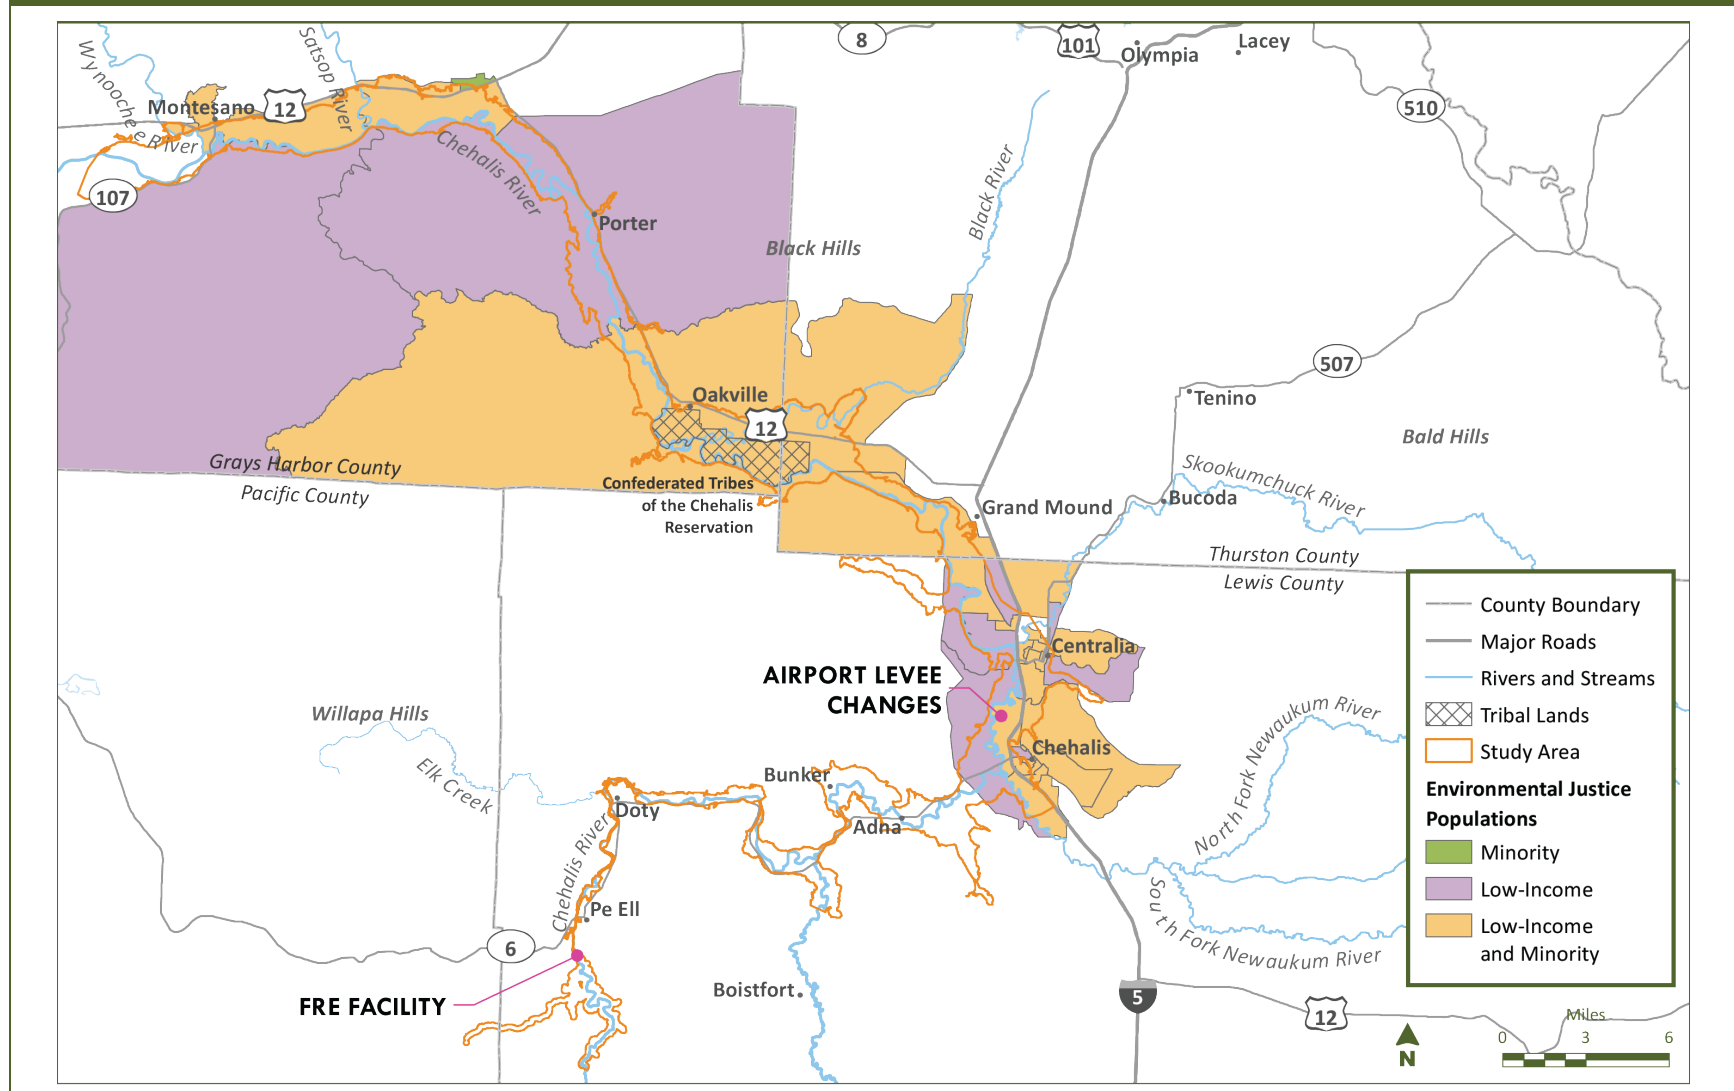 8
101
Olympia
Lacey
Wynoochee River
Satsop River
Montesano
12
510
107
Chehalis River
Porter
Black River
Black Hills
507
Oakville
Tenino
12
Bald Hills
Grays Harbor County
Pacific County
Skookumchuck River
Confederated Tribes
of the Chehalis
Reservation
Bucoda
Grand Mound
Thurston County
Lewis County
County Boundary
Major Roads
Rivers and Streams
Tribal Lands
Study Area
Environmental Justice
Populations
Minority
Low-Income
Low-Income
and Minority
Centralia
AIRPORT LEVEE
CHANGES
Willapa Hills
North Fork Newaukum River
Chehalis
Elk Creek
Bunker
Doty
Adna
Chehalis River
Pe Ell
South Fork Newaukum River
6
Boistfort
FRE FACILITY
5
12
N
Miles
0 3 6